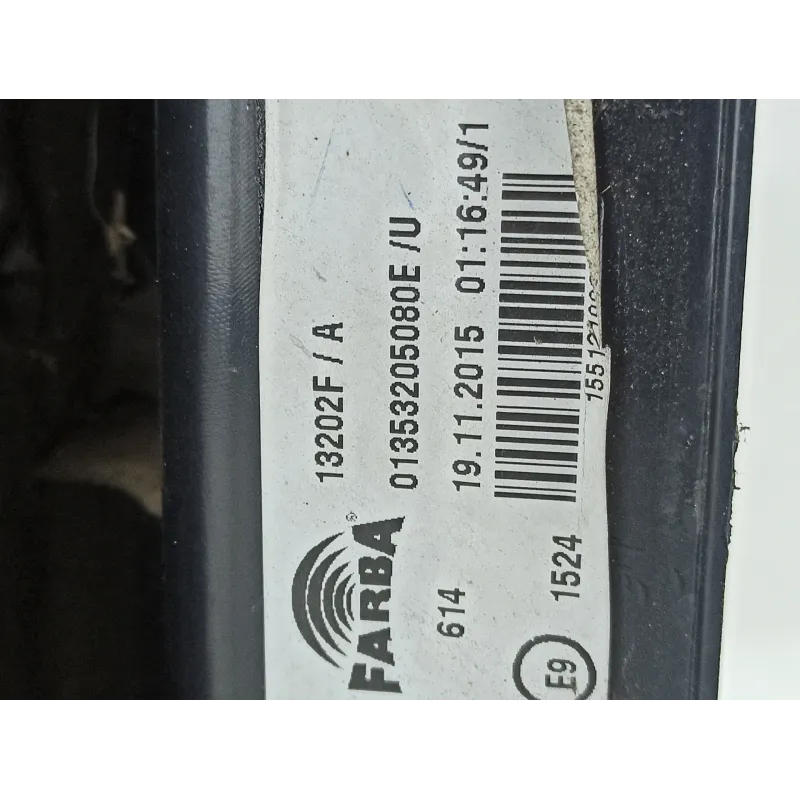 13202F / A
01353205080E /U
19.11.2015 01:16:49/1
FARBA®
614
E9
1524